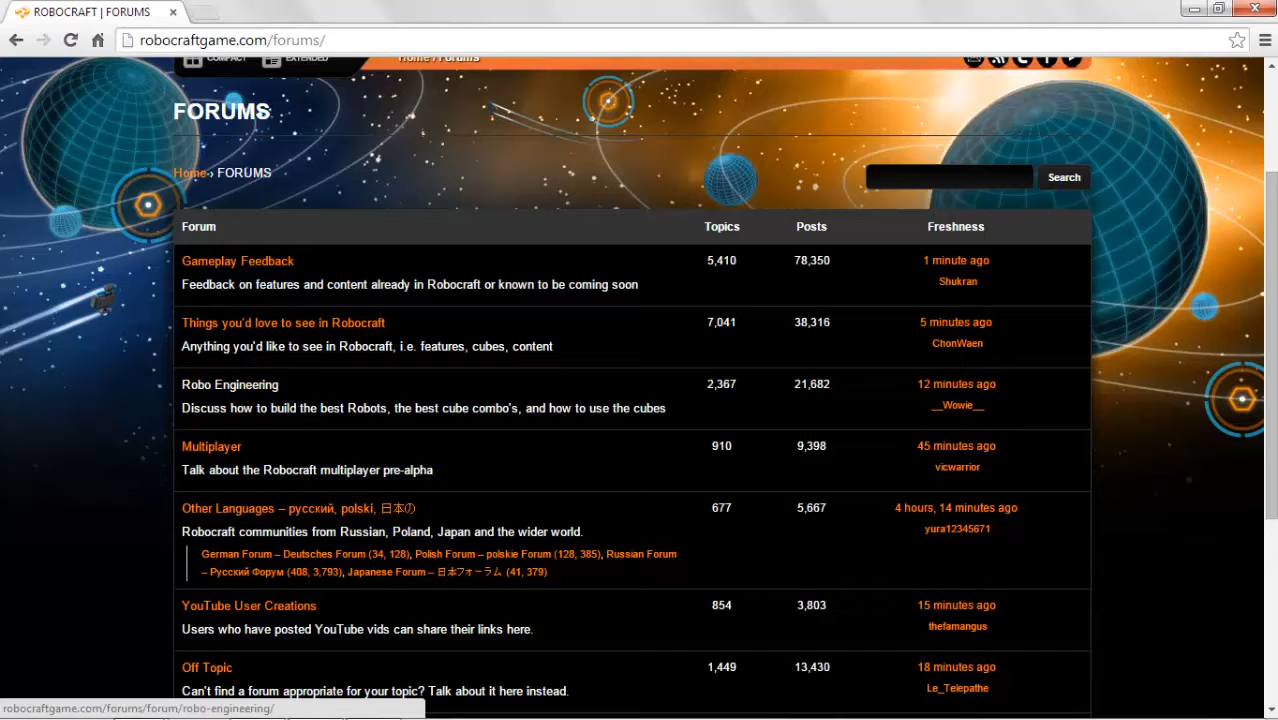 ROBOCRAFT | FORUMS
robocraftgame.com/forums/
COMPACT EXTENDED Home / Forums
FORUMS
Home › FORUMS
Search
Forum Topics Posts Freshness
Gameplay Feedback 5,410 78,350 1 minute ago
Feedback on features and content already in Robocraft or known to be coming soon Shukran
Things you'd love to see in Robocraft 7,041 38,316 5 minutes ago
Anything you'd like to see in Robocraft, i.e. features, cubes, content ChonWaen
Robo Engineering 2,367 21,682 12 minutes ago
Discuss how to build the best Robots, the best cube combo's, and how to use the cubes __Wowie__
Multiplayer 910 9,398 45 minutes ago
Talk about the Robocraft multiplayer pre-alpha vicwarrior
Other Languages – русский, polski, 日本の 677 5,667 4 hours, 14 minutes ago
Robocraft communities from Russian, Poland, Japan and the wider world. yura12345671
German Forum – Deutsches Forum (34, 128), Polish Forum – polskie Forum (128, 385), Russian Forum
– Русский Форум (408, 3,793), Japanese Forum – 日本フォーラム (41, 379)
YouTube User Creations 854 3,803 15 minutes ago
Users who have posted YouTube vids can share their links here. thefamangus
Off Topic 1,449 13,430 18 minutes ago
Can't find a forum appropriate for your topic? Talk about it here instead. Le_Telepathe
robocraftgame.com/forums/forum/robo-engineering/